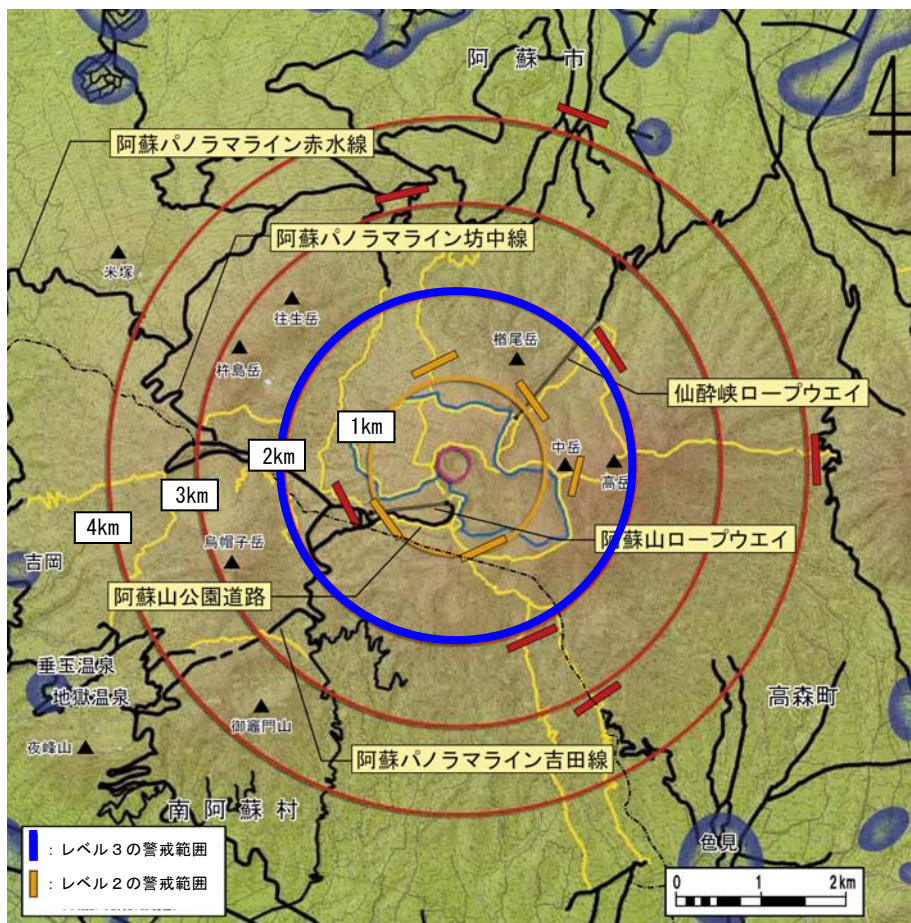 阿蘇市
阿蘇パノラマライン赤水線
阿蘇パノラマライン坊中線
米塚
往生岳
杵島岳
楢尾岳
仙酔峡ロープウエイ
1km
2km
中岳
高岳
3km
4km
烏帽子岳
阿蘇山ロープウエイ
吉岡
阿蘇山公園道路
垂玉温泉
地獄温泉
高森町
御竈門山
夜峰山
阿蘇パノラマライン吉田線
南阿蘇村
色見
：レベル３の警戒範囲
：レベル２の警戒範囲
0 1 2km